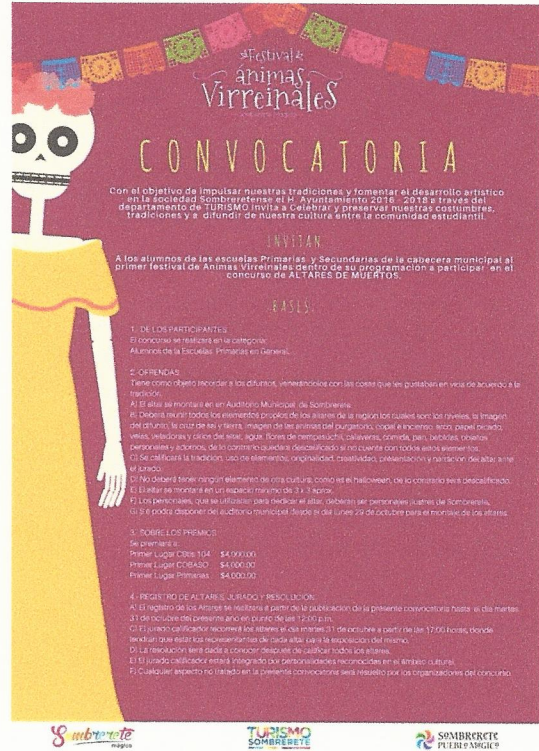 Festival
ánimas
Virreinales
CONVOCATORIA
Con el objetivo de impulsar nuestras tradiciones y fomentar el desarrollo artístico
en la sociedad Sombreretense el H. Ayuntamiento 2016 - 2018 a través del
departamento de TURISMO Invita a Celebrar y preservar nuestras costumbres,
tradiciones y a difundir de nuestra cultura entre la comunidad estudiantil.
INVITAN
A los alumnos de las escuelas Primarias y Secundarias de la cabecera municipal al
primer festival de Animas Virreinales dentro de su programación a participar en el
concurso de ALTARES DE MUERTOS.
BASES:
1. DE LOS PARTICIPANTES
El concurso se realizará en la categoría:
Alumnos de la Escuelas Primarias en General.
2. OFRENDAS
Tiene como objeto recordar a los difuntos, venerándolos con las cosas que les gustaban en vida de acuerdo a la
tradición.
A) El altar se montará en en Auditorio Municipal de Sombrerete.
B) Deberá reunir todos los elementos propios de los altares de la región los cuales son: los niveles, la imagen
del difunto, la cruz de sal y tierra, imagen de las ánimas del purgatorio, copal e incienso, arco, papel picado,
velas, veladoras y cirios del altar, agua, flores de cempasúchil, calaveras, comida, pan, bebidas, objetos
personales y adornos, de lo contrario quedará descalificado si no cuenta con todos estos elementos.
C) Se calificará la tradición, uso de elementos, originalidad, creatividad, presentación y narración del altar ante
el jurado.
D) No deberá tener ningún elemento de otra cultura, como es el halloween, de lo contrario será descalificado.
E) El altar se montará en un espacio mínimo de 3 x 3 aprox.
F) Los personajes, que se utilizarán para dedicar el altar, deberán ser personajes ilustres de Sombrerete.
G) S e podrá disponer del auditorio municipal desde el día lunes 29 de octubre para el montaje de los altares.
3. SOBRE LOS PREMIOS
Se premiará a:
Primer Lugar CBtis 104 $4,000.00
Primer Lugar COBASO $4,000.00
Primer Lugar Primarias $4,000.00
4.- REGISTRO DE ALTARES, JURADO Y RESOLUCIÓN
A) El registro de los Altares se realizará a partir de la publicación de la presente convocatoria hasta el día martes
31 de octubre del presente año en punto de las 12:00 p.m.
C) El jurado calificador recorrerá los altares el día martes 31 de octubre a partir de las 17:00 horas, donde
tendrán que estar los representantes de cada altar para la exposición del mismo.
D) La resolución será dada a conocer después de calificar todos los altares.
E) El jurado calificador estará integrado por personalidades reconocidas en el ámbito cultural.
F) Cualquier aspecto no tratado en la presente convocatoria será resuelto por los organizadores del concurso.
Sombrerete
mágico
TURISMO
SOMBRERETE
SOMBRERETE
PUEBLO MÁGICO